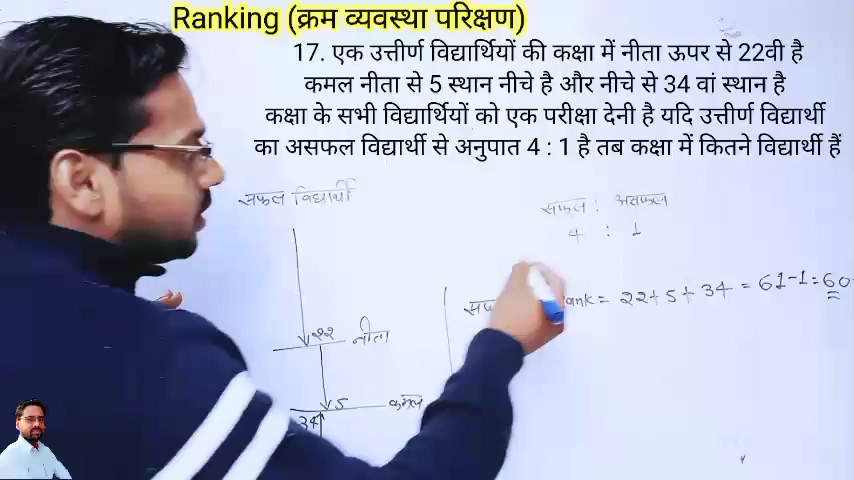 Ranking (क्रम व्यवस्था परिक्षण)
17. एक उत्तीर्ण विद्यार्थियों की कक्षा में नीता ऊपर से 22वी है
कमल नीता से 5 स्थान नीचे है और नीचे से 34 वां स्थान है
कक्षा के सभी विद्यार्थियों को एक परीक्षा देनी है यदि उत्तीर्ण विद्यार्थी
का असफल विद्यार्थी से अनुपात 4 : 1 है तब कक्षा में कितने विद्यार्थी हैं
सफल विद्यार्थी
सफल : असफल
4 : 1
= 22+5+34 = 61-1=60
२२ नीता
5 कमल
34